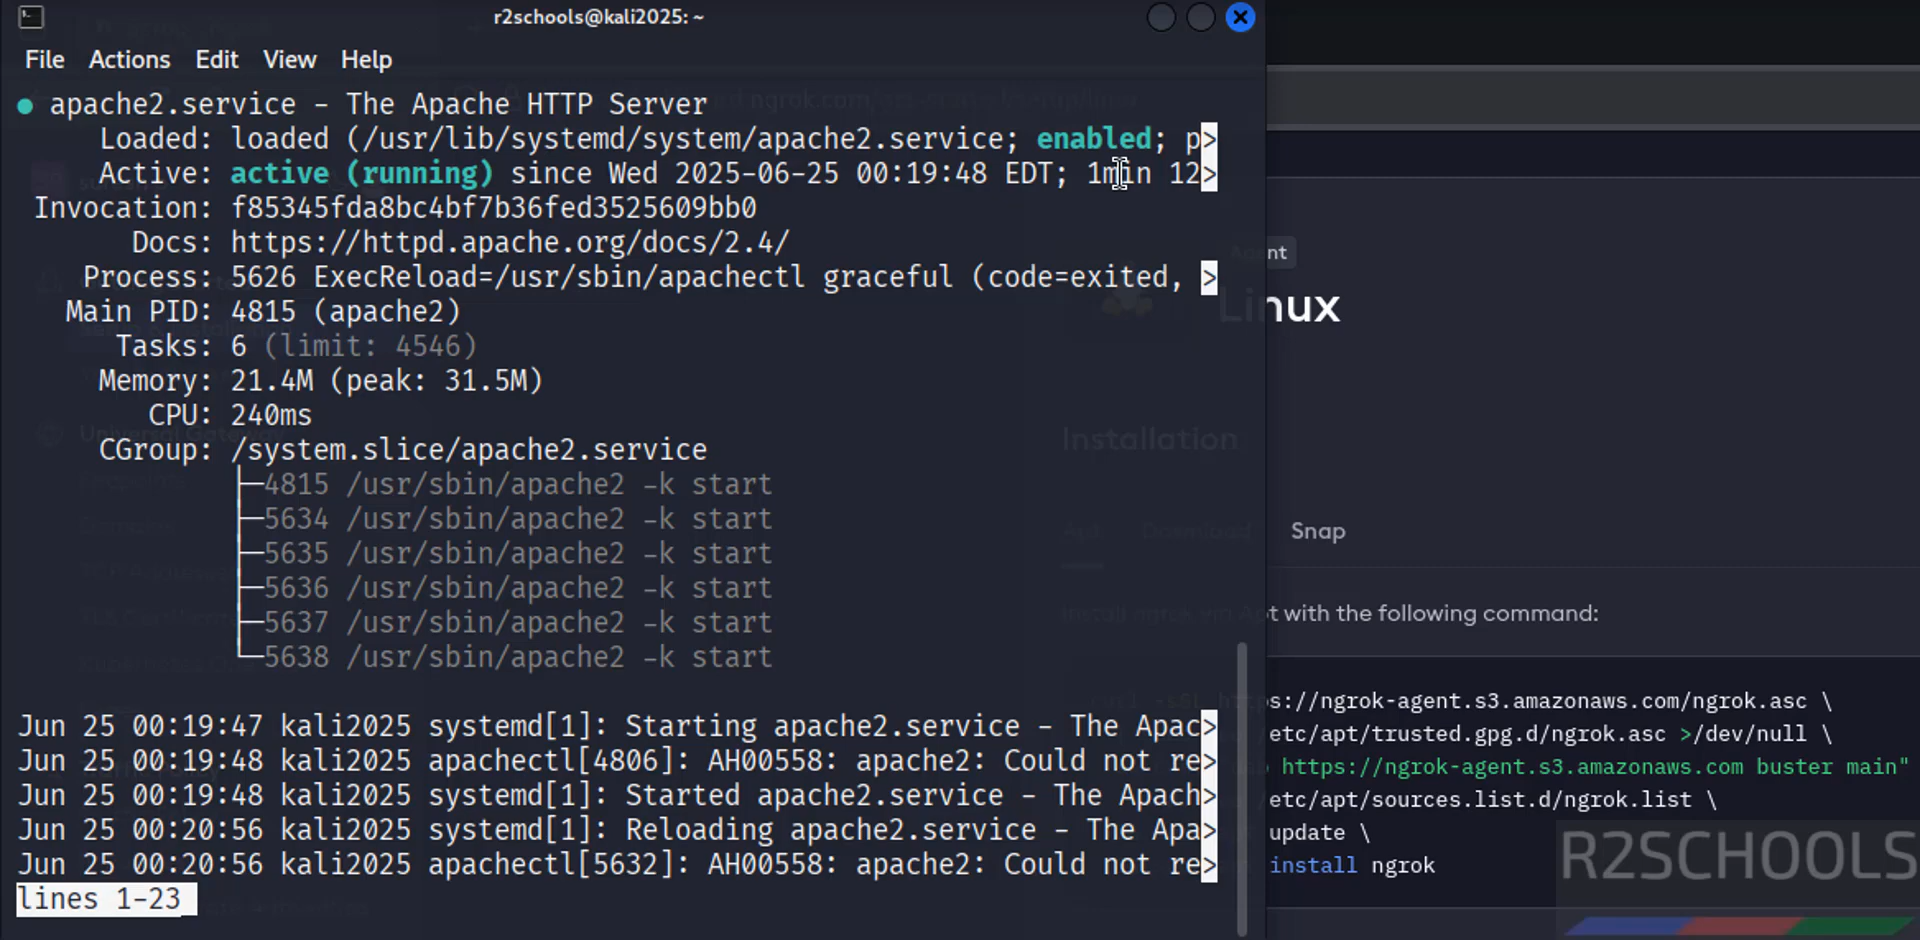 r2schools@kali2025: ~
File Actions Edit View Help
● apache2.service - The Apache HTTP Server
Loaded: loaded (/usr/lib/systemd/system/apache2.service; enabled; p>
Active: active (running) since Wed 2025-06-25 00:19:48 EDT; 1min 12>
Invocation: f85345fda8bc4bf7b36fed3525609bb0
Docs: https://httpd.apache.org/docs/2.4/
Process: 5626 ExecReload=/usr/sbin/apachectl graceful (code=exited, >
Main PID: 4815 (apache2)
Tasks: 6 (limit: 4546)
Memory: 21.4M (peak: 31.5M)
CPU: 240ms
CGroup: /system.slice/apache2.service
├─4815 /usr/sbin/apache2 -k start
├─5634 /usr/sbin/apache2 -k start
├─5635 /usr/sbin/apache2 -k start
├─5636 /usr/sbin/apache2 -k start
├─5637 /usr/sbin/apache2 -k start
└─5638 /usr/sbin/apache2 -k start
Jun 25 00:19:47 kali2025 systemd[1]: Starting apache2.service - The Apac>
Jun 25 00:19:48 kali2025 apachectl[4806]: AH00558: apache2: Could not re>
Jun 25 00:19:48 kali2025 systemd[1]: Started apache2.service - The Apach>
Jun 25 00:20:56 kali2025 systemd[1]: Reloading apache2.service - The Apa>
Jun 25 00:20:56 kali2025 apachectl[5632]: AH00558: apache2: Could not re>
lines 1-23
Agent
Linux
Installation
Apt Download Snap
Install ngrok via Apt with the following command:
curl -sSL https://ngrok-agent.s3.amazonaws.com/ngrok.asc \
etc/apt/trusted.gpg.d/ngrok.asc >/dev/null \
https://ngrok-agent.s3.amazonaws.com buster main"
etc/apt/sources.list.d/ngrok.list \
update \
install ngrok
R2SCHOOLS